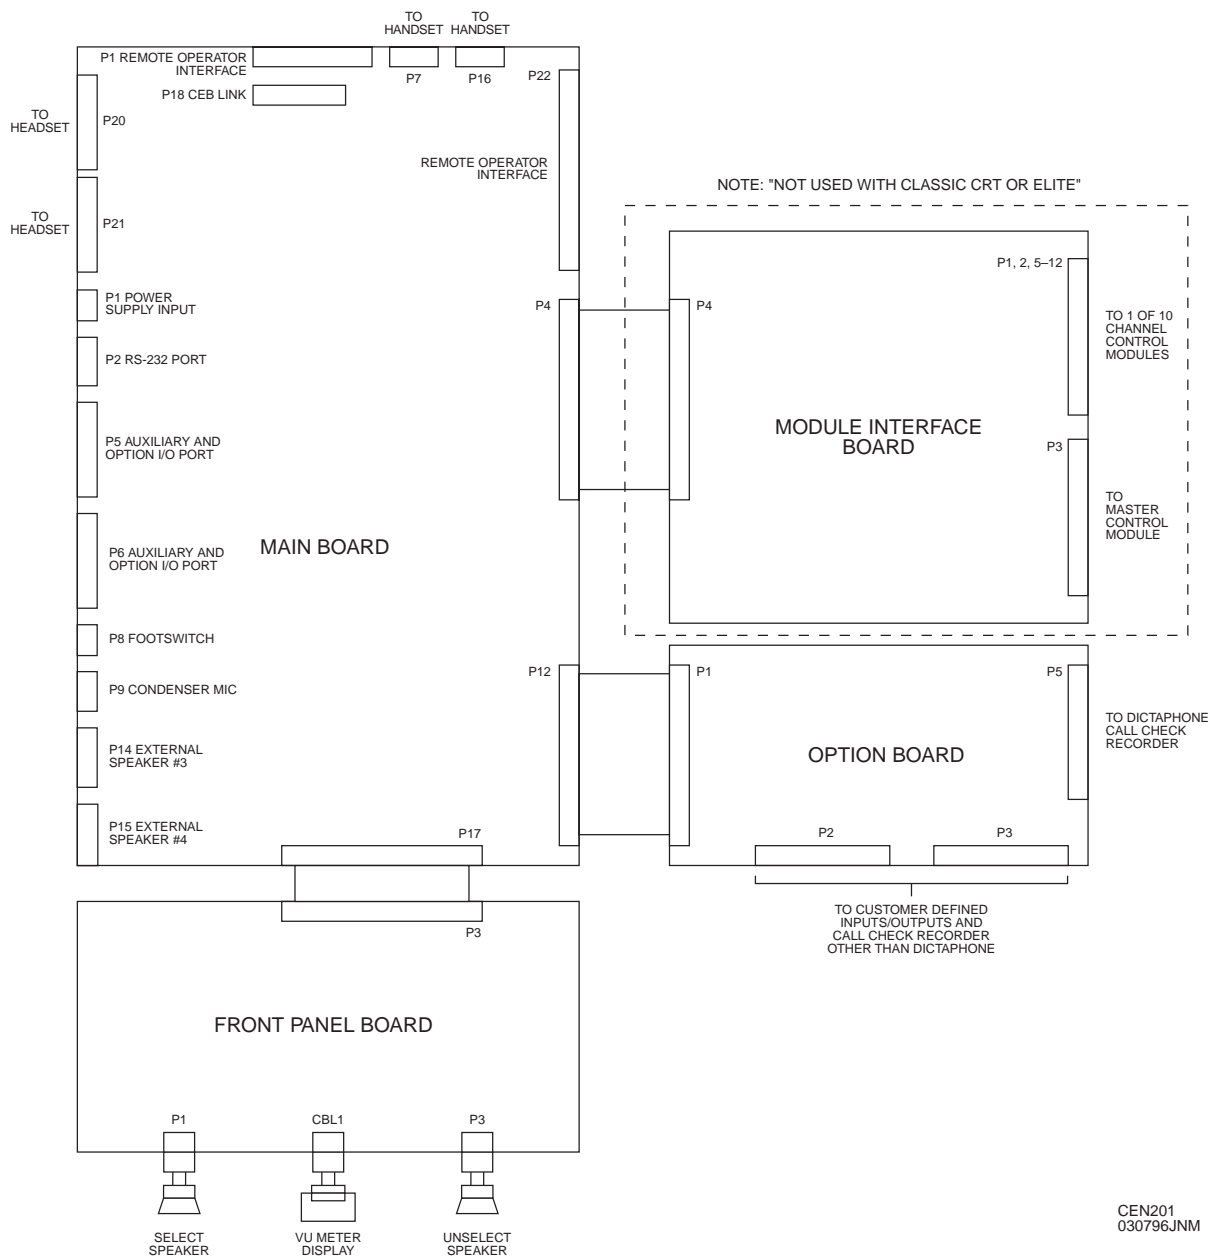 TO
HANDSET
TO
HANDSET
P1 REMOTE OPERATOR
INTERFACE
P7
P16
P22
P18 CEB LINK
TO
HEADSET
P20
REMOTE OPERATOR
INTERFACE
NOTE: "NOT USED WITH CLASSIC CRT OR ELITE"
TO
HEADSET
P21
P1 POWER
SUPPLY INPUT
P4
P4
P1, 2, 5–12
TO 1 OF 10
CHANNEL
CONTROL
MODULES
P2 RS-232 PORT
P5 AUXILIARY AND
OPTION I/O PORT
MODULE INTERFACE
BOARD
P3
TO
MASTER
CONTROL
MODULE
MAIN BOARD
P6 AUXILIARY AND
OPTION I/O PORT
P8 FOOTSWITCH
P9 CONDENSER MIC
P12
P1
P5
TO DICTAPHONE
CALL CHECK
RECORDER
P14 EXTERNAL
SPEAKER #3
OPTION BOARD
P15 EXTERNAL
SPEAKER #4
P17
P2
P3
TO CUSTOMER DEFINED
INPUTS/OUTPUTS AND
CALL CHECK RECORDER
OTHER THAN DICTAPHONE
P3
FRONT PANEL BOARD
P1
CBL1
P3
SELECT
SPEAKER
VU METER
DISPLAY
UNSELECT
SPEAKER
CEN201
030796JNM